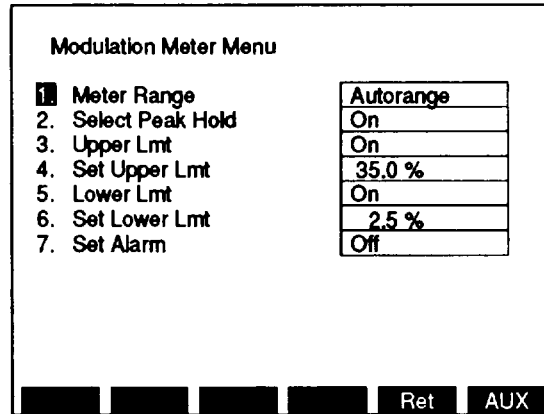 Modulation Meter Menu
1. Meter Range Autorange
2. Select Peak Hold On
3. Upper Lmt On
4. Set Upper Lmt 35.0 %
5. Lower Lmt On
6. Set Lower Lmt 2.5 %
7. Set Alarm Off
Ret AUX